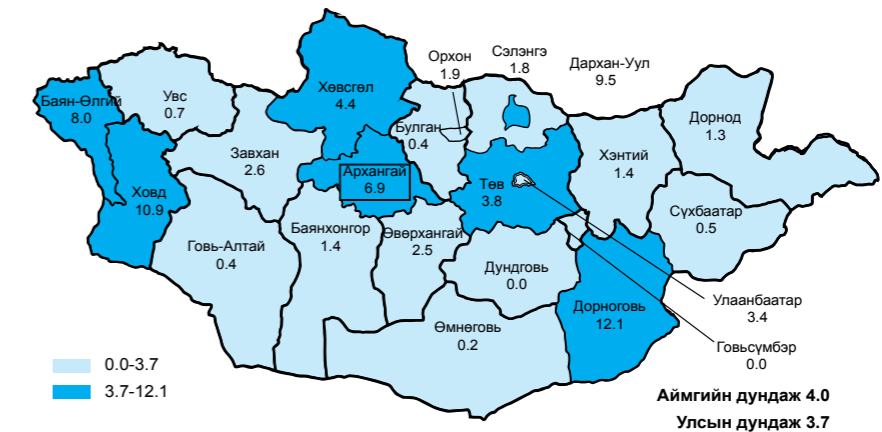 Орхон
1.9
Сэлэнгэ
1.8
Дархан-Уул
9.5
Баян-Өлгий
8.0
Увс
0.7
Хөвсгөл
4.4
Булган
0.4
Дорнод
1.3
Завхан
2.6
Хэнтий
1.4
Ховд
10.9
Архангай
6.9
Төв
3.8
Сүхбаатар
0.5
Говь-Алтай
0.4
Баянхонгор
1.4
Өвөрхангай
2.5
Дундговь
0.0
Дорноговь
12.1
Улаанбаатар
3.4
Өмнөговь
0.2
Говьсүмбэр
0.0
0.0-3.7
3.7-12.1
Аймгийн дундаж 4.0
Улсын дундаж 3.7